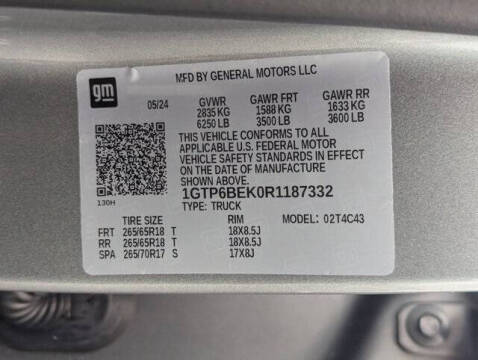 MFD BY GENERAL MOTORS LLC
gm
05/24 GVWR GAWR FRT GAWR RR
2835 KG 1588 KG 1633 KG
6250 LB 3500 LB 3600 LB
THIS VEHICLE CONFORMS TO ALL
APPLICABLE U.S. FEDERAL MOTOR
VEHICLE SAFETY STANDARDS IN EFFECT
ON THE DATE OF MANUFACTURE
SHOWN ABOVE.
1GTP6BEK0R1187332
130H
TYPE: TRUCK
TIRE SIZE RIM MODEL: 02T4C43
FRT 265/65R18 T 18X8.5J
RR 265/65R18 T 18X8.5J
SPA 265/70R17 S 17X8J